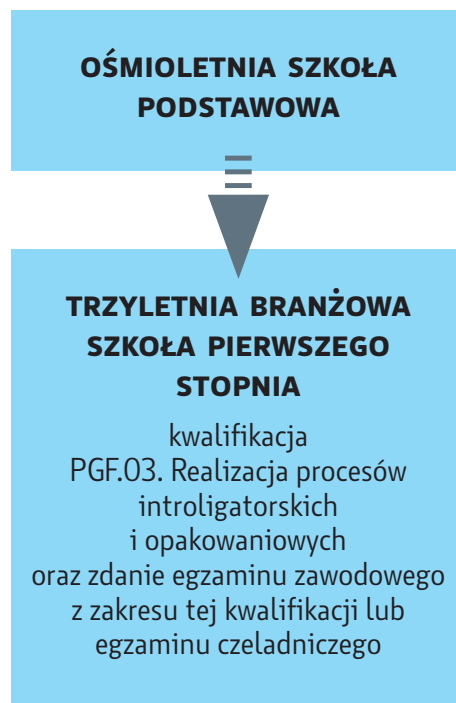 OŚMIOLETNIA SZKOŁA
PODSTAWOWA
TRZYLETNIA BRANŻOWA
SZKOŁA PIERWSZEGO
STOPNIA
kwalifikacja
PGF.03. Realizacja procesów
introligatorskich
i opakowaniowych
oraz zdanie egzaminu zawodowego
z zakresu tej kwalifikacji lub
egzaminu czeladniczego